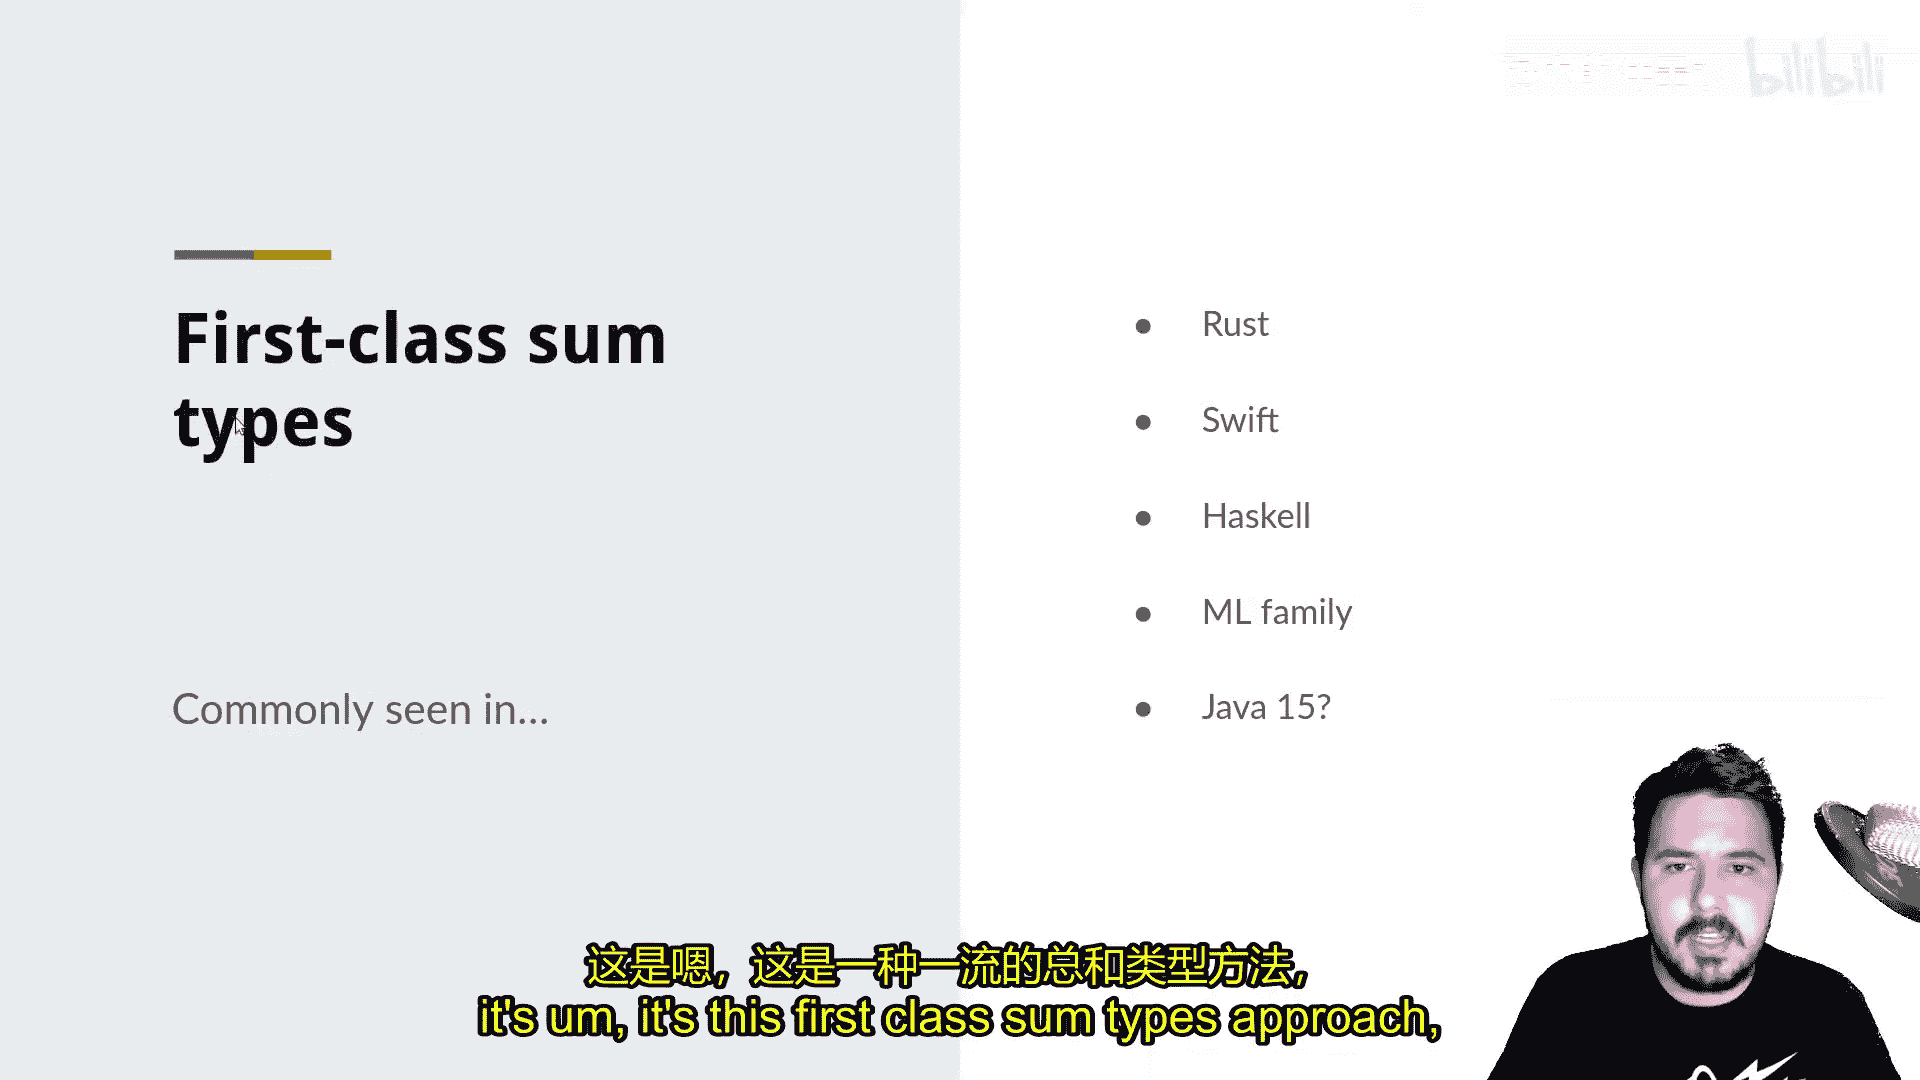 bilibili
First-class sum
types
Commonly seen in...
● Rust
● Swift
● Haskell
● ML family
● Java 15?
这是嗯，这是一种一流的总和类型方法，
it's um, it's this first class sum types approach,